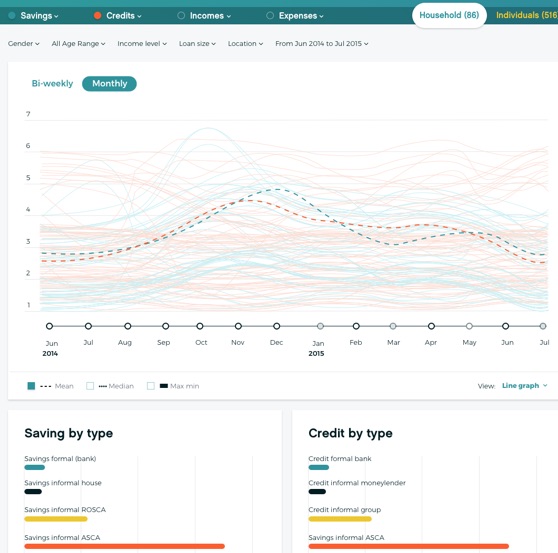 Savings Credits Incomes Expenses Household (86) Individuals (516
Gender All Age Range Income level Loan size Location From Jun 2014 to Jul 2015
Bi-weekly Monthly
7
6
5
4
3
2
1
Jun Jul Aug Sep Oct Nov Dec Jan Feb Mar Apr May Jun Jul
2014 2015
Mean Median Max min View: Line graph
Saving by type
Savings formal (bank)
Savings informal house
Savings informal ROSCA
Savings informal ASCA
Credit by type
Credit formal bank
Credit informal moneylender
Credit informal group
Savings informal ASCA